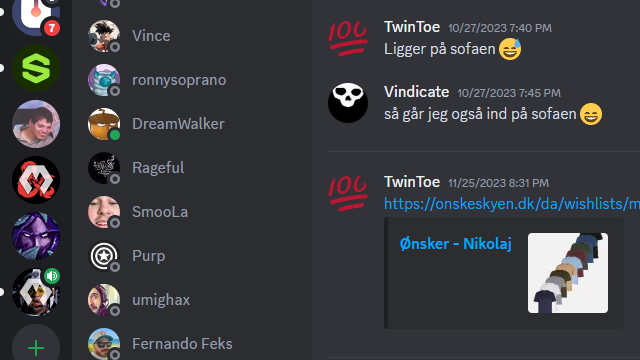 7
Vince
ronnysoprano
DreamWalker
Rageful
SmooLa
Purp
umighax
Fernando Feks
TwinToe 10/27/2023 7:40 PM
Ligger på sofaen 😅
Vindicate 10/27/2023 7:45 PM
så går jeg også ind på sofaen 😄
TwinToe 11/25/2023 8:31 PM
https://onskeskyen.dk/da/wishlists/m
Ønsker - Nikolaj